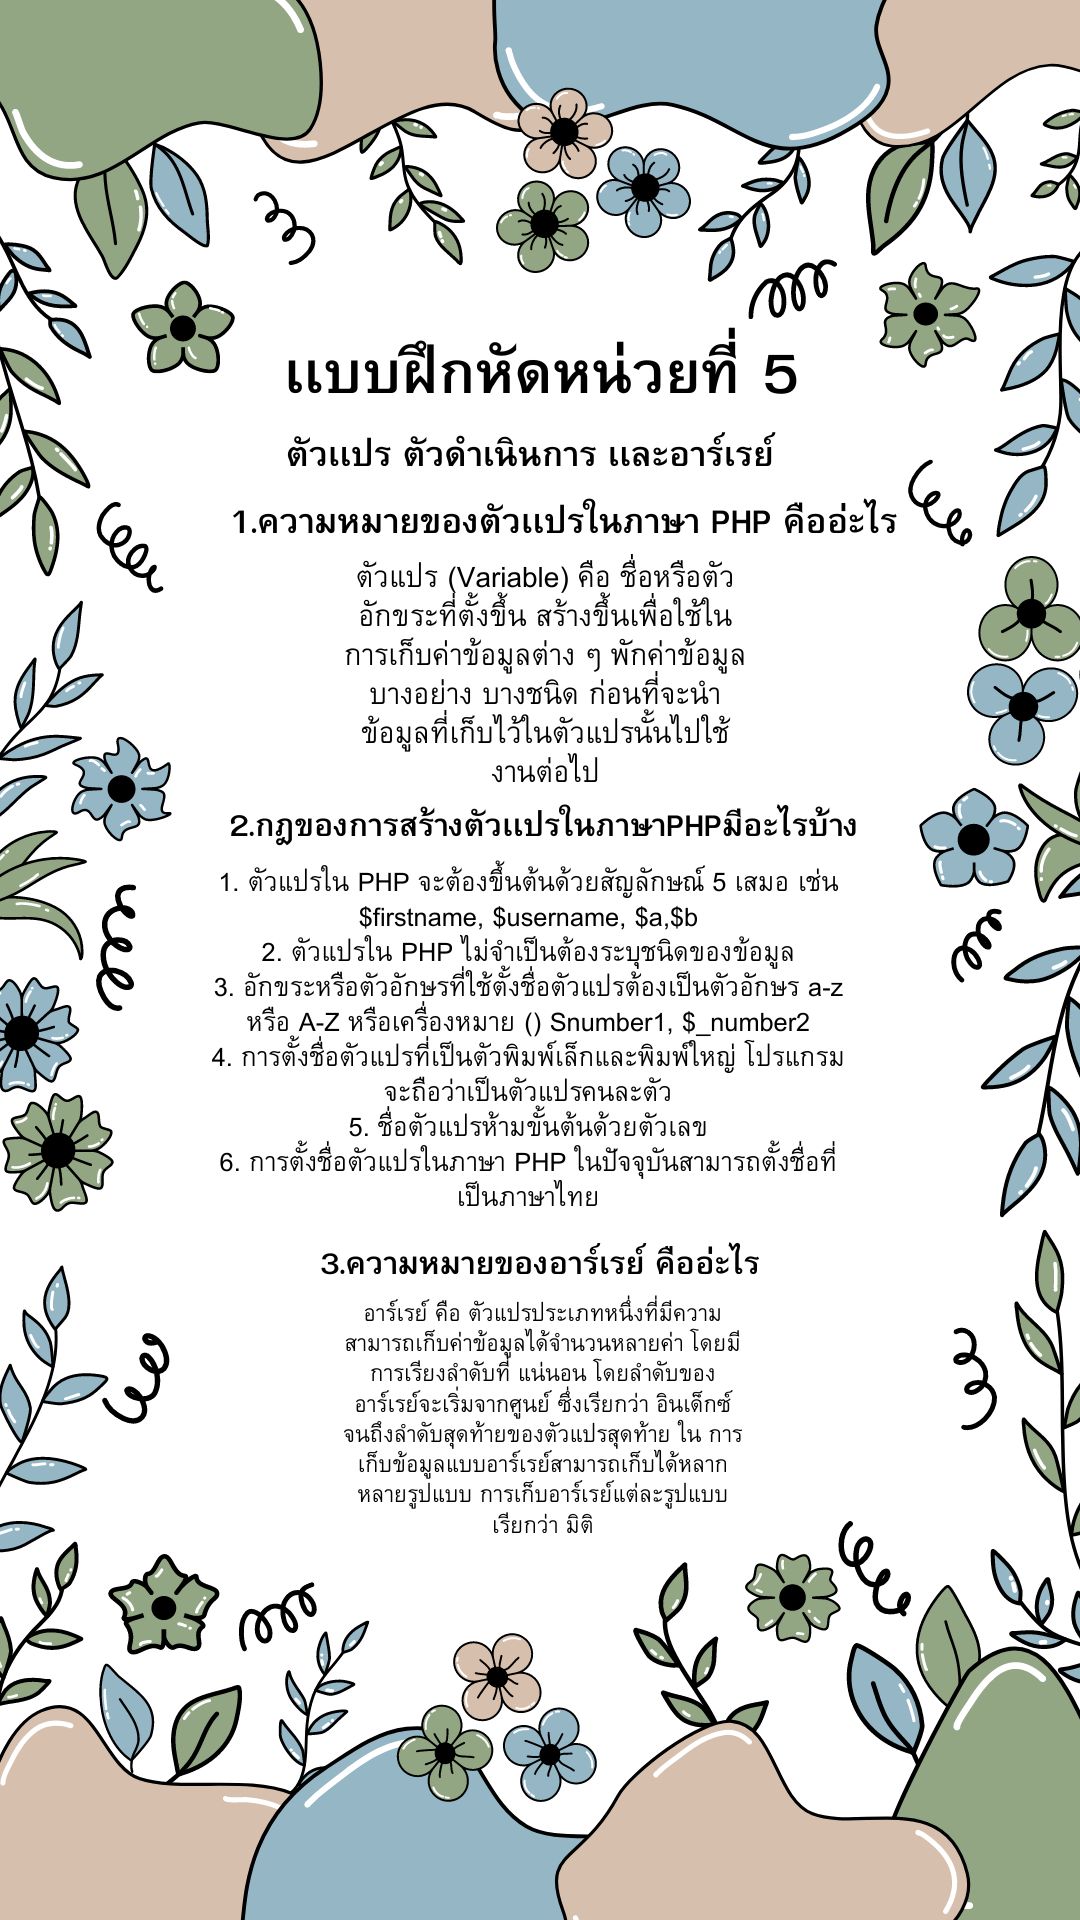 แบบฝึกหัดหน่วยที่ 5
ตัวแปร ตัวดำเนินการ และอาร์เรย์
1.ความหมายของตัวแปรในภาษา PHP คืออ่ะไร
ตัวแปร (Variable) คือ ชื่อหรือตัว
อักขระที่ตั้งขึ้น สร้างขึ้นเพื่อใช้ใน
การเก็บค่าข้อมูลต่าง ๆ พักค่าข้อมูล
บางอย่าง บางชนิด ก่อนที่จะนำ
ข้อมูลที่เก็บไว้ในตัวแปรนั้นไปใช้
งานต่อไป
2.กฎของการสร้างตัวแปรในภาษาPHPมีอะไรบ้าง
1. ตัวแปรใน PHP จะต้องขึ้นต้นด้วยสัญลักษณ์ 5 เสมอ เช่น
$firstname, $username, $a,$b
2. ตัวแปรใน PHP ไม่จำเป็นต้องระบุชนิดของข้อมูล
3. อักขระหรือตัวอักษรที่ใช้ตั้งชื่อตัวแปรต้องเป็นตัวอักษร a-z
หรือ A-Z หรือเครื่องหมาย () Snumber1, $_number2
4. การตั้งชื่อตัวแปรที่เป็นตัวพิมพ์เล็กและพิมพ์ใหญ่ โปรแกรม
จะถือว่าเป็นตัวแปรคนละตัว
5. ชื่อตัวแปรห้ามขั้นต้นด้วยตัวเลข
6. การตั้งชื่อตัวแปรในภาษา PHP ในปัจจุบันสามารถตั้งชื่อที่
เป็นภาษาไทย
3.ความหมายของอาร์เรย์ คืออ่ะไร
อาร์เรย์ คือ ตัวแปรประเภทหนึ่งที่มีความ
สามารถเก็บค่าข้อมูลได้จำนวนหลายค่า โดยมี
การเรียงลำดับที่ แน่นอน โดยลำดับของ
อาร์เรย์จะเริ่มจากศูนย์ ซึ่งเรียกว่า อินเด็กซ์
จนถึงลำดับสุดท้ายของตัวแปรสุดท้าย ใน การ
เก็บข้อมูลแบบอาร์เรย์สามารถเก็บได้หลาก
หลายรูปแบบ การเก็บอาร์เรย์แต่ละรูปแบบ
เรียกว่า มิติ